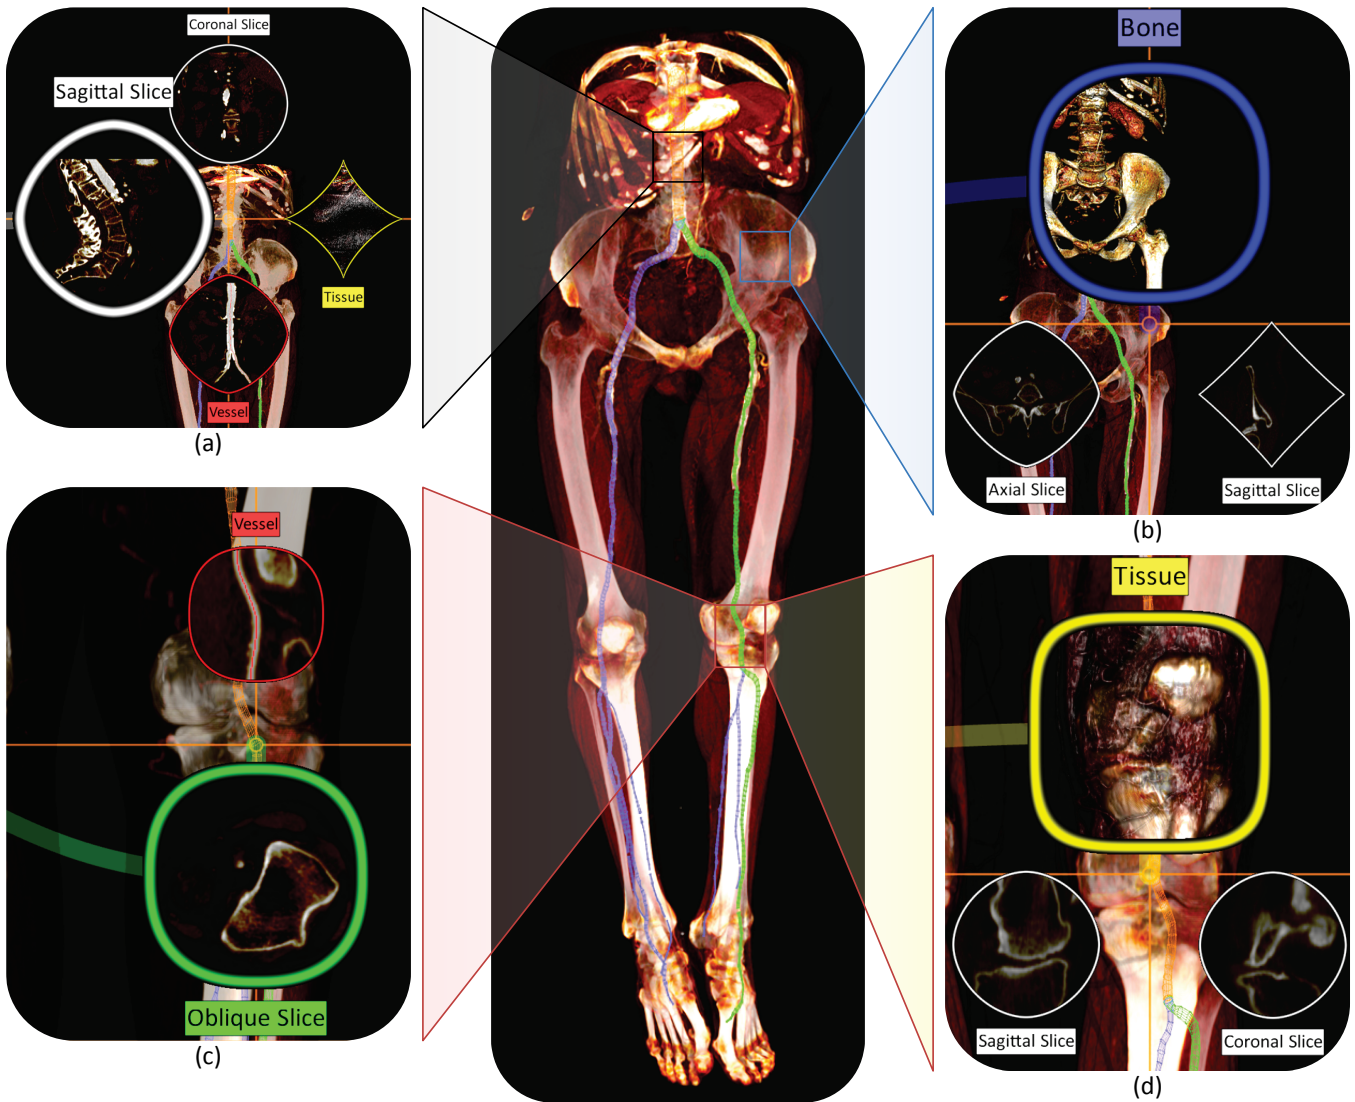 Coronal Slice
Sagittal Slice
Tissue
Vessel
(a)
Bone
Axial Slice
Sagittal Slice
(b)
Vessel
Oblique Slice
(c)
Tissue
Sagittal Slice
Coronal Slice
(d)